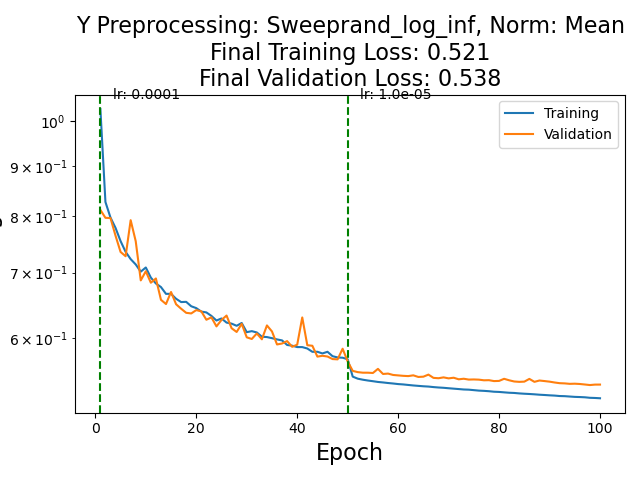 Y Preprocessing: Sweeprand_log_inf, Norm: Mean
Final Training Loss: 0.521
Final Validation Loss: 0.538
lr: 0.0001
lr: 1.0e-05
Training
Validation
10⁰
9 × 10⁻¹
8 × 10⁻¹
7 × 10⁻¹
6 × 10⁻¹
0 20 40 60 80 100
Epoch